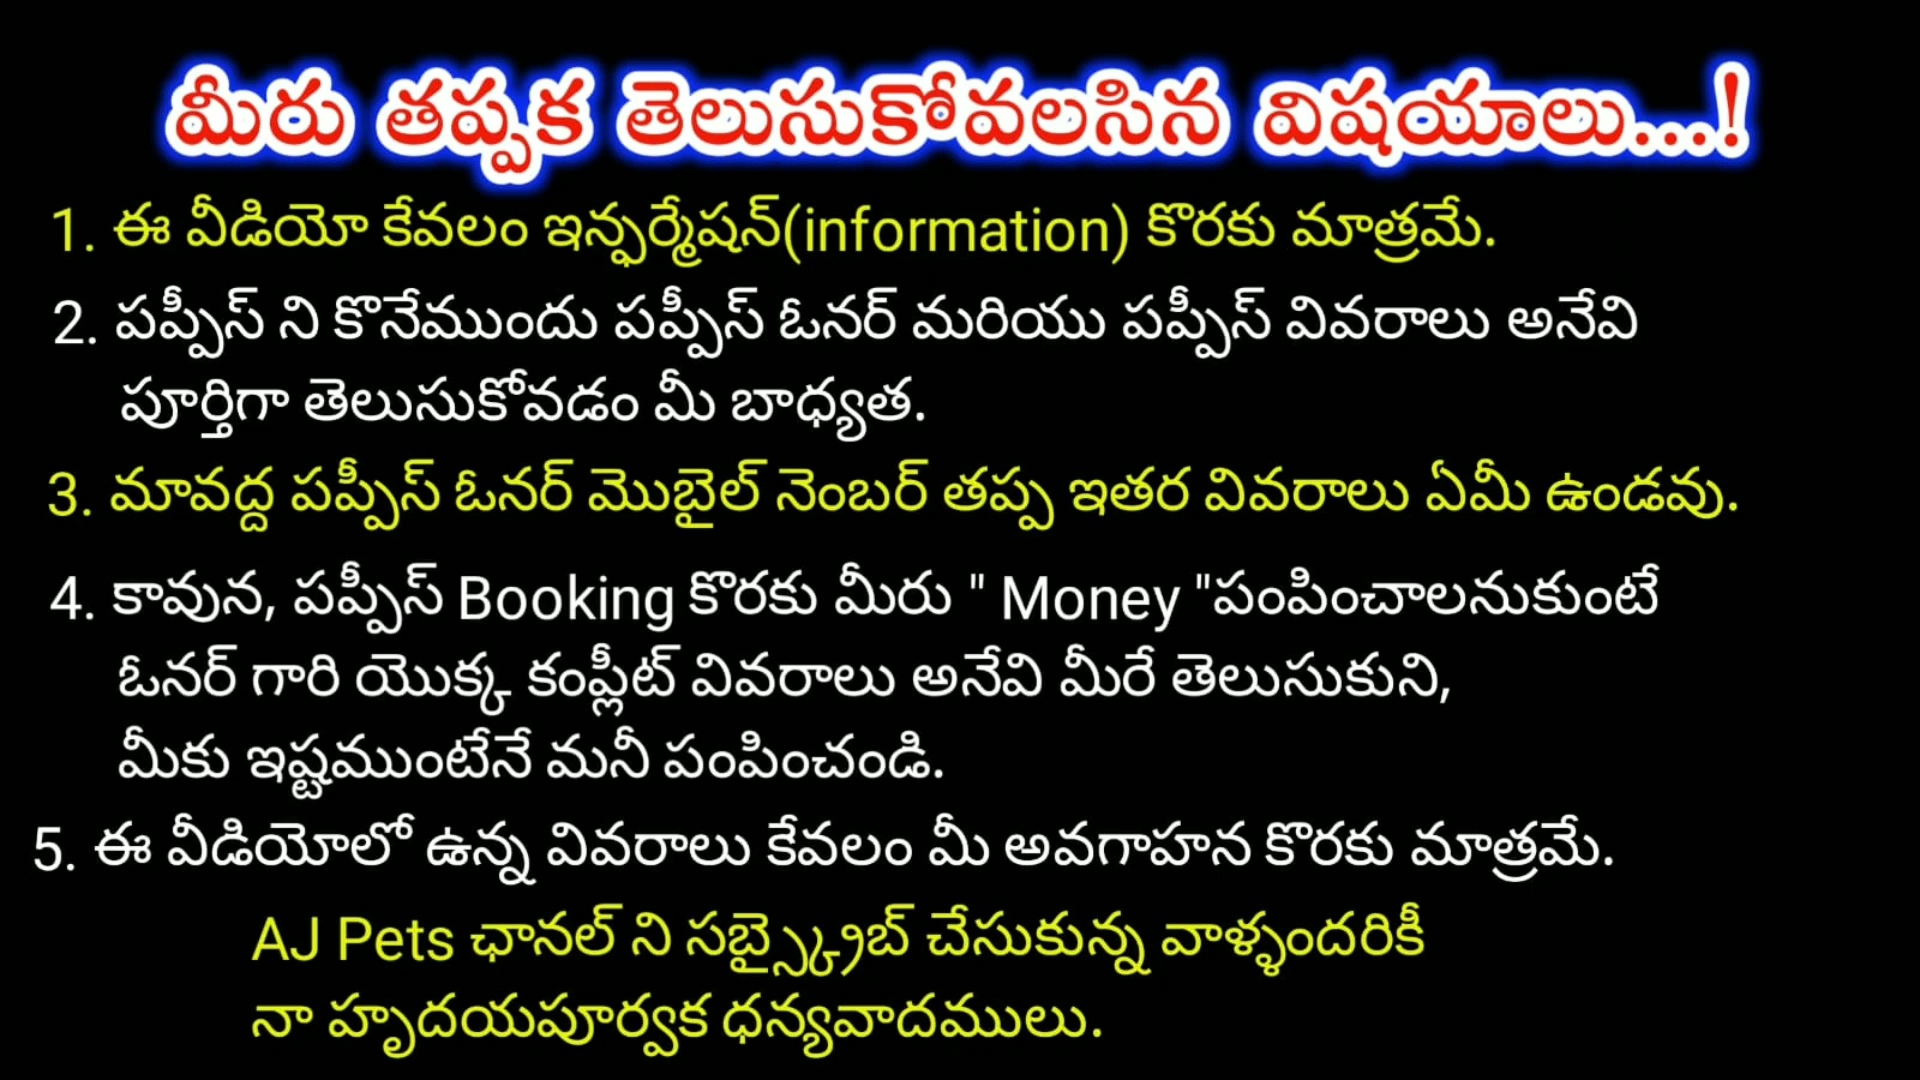 మీరు తప్పక తెలుసుకోవలసిన విషయాలు...!
1. ఈ వీడియో కేవలం ఇన్ఫర్మేషన్(information) కొరకు మాత్రమే.
2. పప్పీస్ ని కొనేముందు పప్పీస్ ఓనర్ మరియు పప్పీస్ వివరాలు అనేవి
పూర్తిగా తెలుసుకోవడం మీ బాధ్యత.
3. మావద్ద పప్పీస్ ఓనర్ మొబైల్ నెంబర్ తప్ప ఇతర వివరాలు ఏమీ ఉండవు.
4. కావున, పప్పీస్ Booking కొరకు మీరు " Money "పంపించాలనుకుంటే
ఓనర్ గారి యొక్క కంప్లీట్ వివరాలు అనేవి మీరే తెలుసుకుని,
మీకు ఇష్టముంటేనే మనీ పంపించండి.
5. ఈ వీడియోలో ఉన్న వివరాలు కేవలం మీ అవగాహన కొరకు మాత్రమే.
AJ Pets ఛానల్ ని సబ్స్క్రైబ్ చేసుకున్న వాళ్ళందరికీ
నా హృదయపూర్వక ధన్యవాదములు.